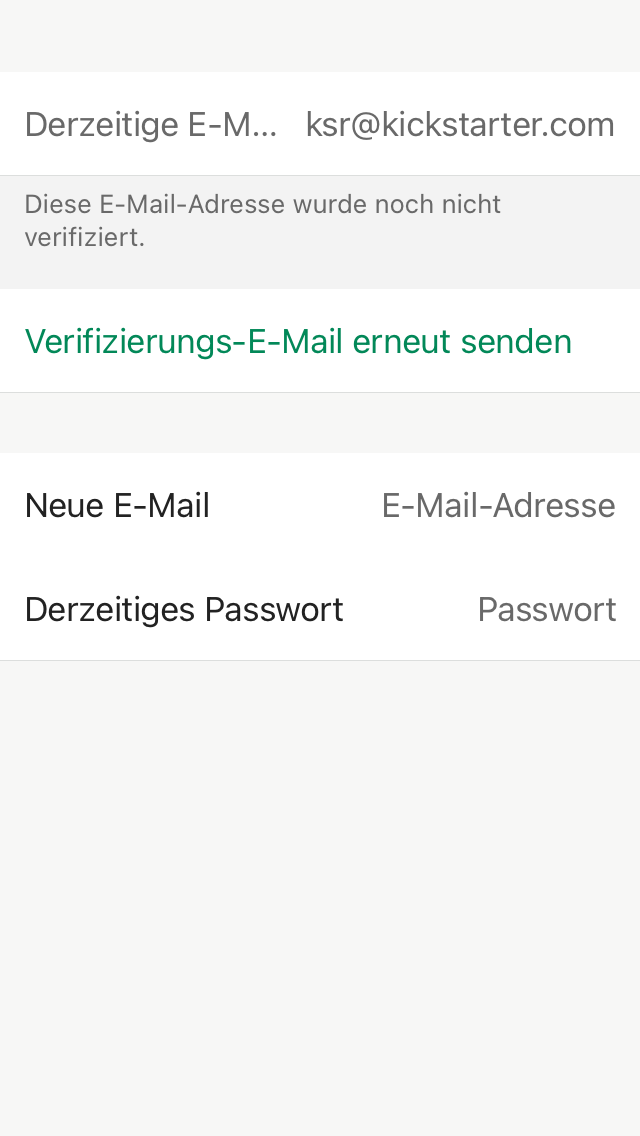 Derzeitige E-M... ksr@kickstarter.com
Diese E-Mail-Adresse wurde noch nicht
verifiziert.
Verifizierungs-E-Mail erneut senden
Neue E-Mail E-Mail-Adresse
Derzeitiges Passwort Passwort